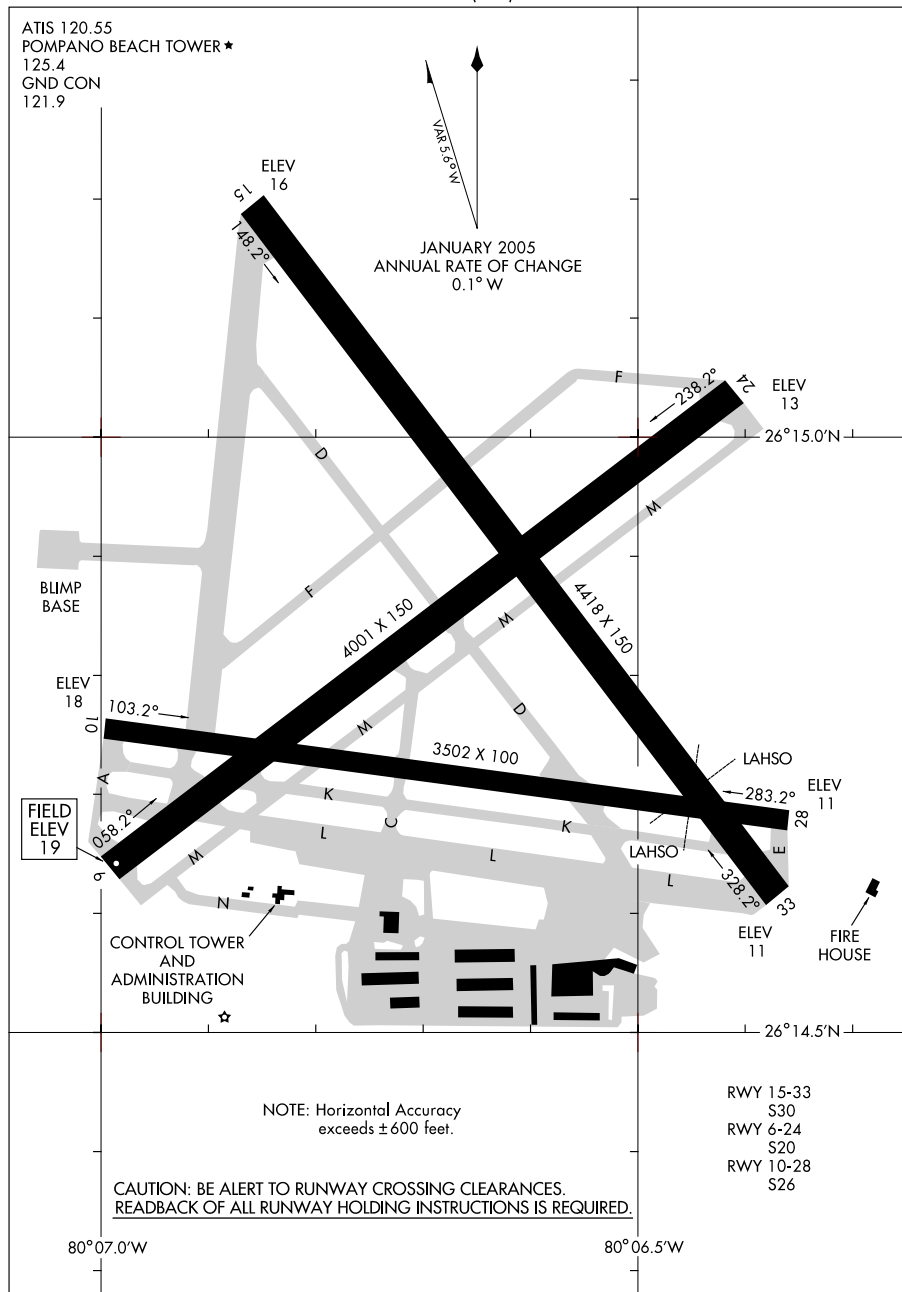 ATIS 120.55
POMPANO BEACH TOWER★
125.4
GND CON
121.9
VAR 5.6° W
JANUARY 2005
ANNUAL RATE OF CHANGE
0.1° W
ELEV
16
15
148.2°
F
238.2°
24
ELEV
13
26°15.0'N
D
M
BLIMP
BASE
F
4001 X 150
M
4418 X 150
ELEV
18
10
103.2°
M
D
3502 X 100
LAHSO
283.2°
ELEV
11
28
A
K
C
K
E
FIELD
ELEV
19
058.2°
L
L
LAHSO
M
L
328.2°
6
N
33
ELEV
11
FIRE
HOUSE
CONTROL TOWER
AND
ADMINISTRATION
BUILDING
26°14.5'N
NOTE: Horizontal Accuracy
exceeds ±600 feet.
RWY 15-33
S30
RWY 6-24
S20
RWY 10-28
S26
CAUTION: BE ALERT TO RUNWAY CROSSING CLEARANCES.
READBACK OF ALL RUNWAY HOLDING INSTRUCTIONS IS REQUIRED.
80°07.0'W
80°06.5'W